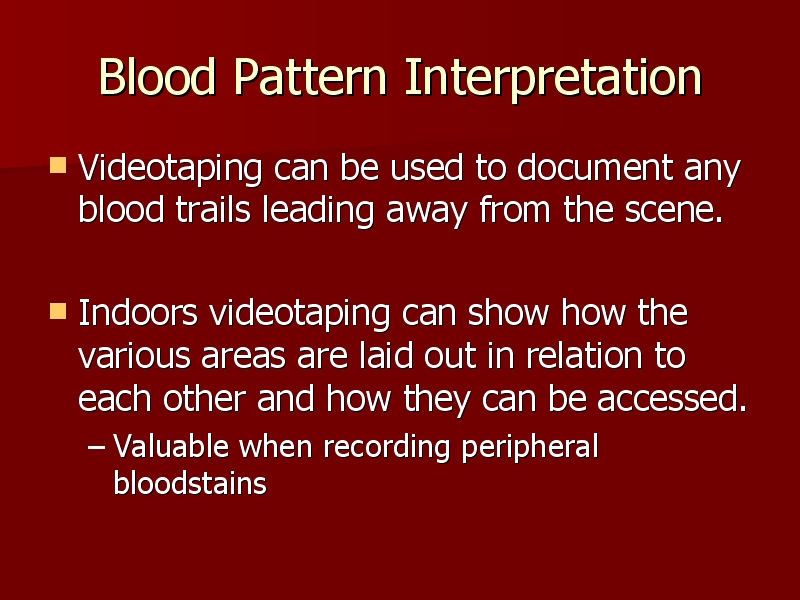 Blood Pattern Interpretation
Videotaping can be used to document any
blood trails leading away from the scene.
Indoors videotaping can show how the
various areas are laid out in relation to
each other and how they can be accessed.
– Valuable when recording peripheral
bloodstains